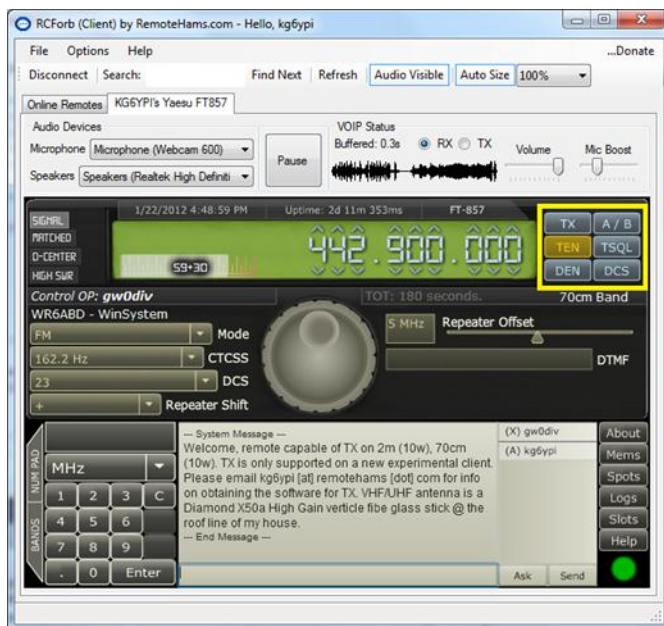 RCForb (Client) by RemoteHams.com - Hello, kg6ypi
File Options Help ...Donate
Disconnect Search: Find Next Refresh Audio Visible Auto Size 100%
Online Remotes KG6YPI's Yaesu FT857
Audio Devices VOIP Status
Microphone Microphone (Webcam 600) Pause Buffered: 0.3s RX TX Volume Mic Boost
Speakers Speakers (Realtek High Definiti
1/22/2012 4:48:59 PM Uptime: 2d 11m 353ms FT-857
SIGNAL TX A / B
MATCHED 442.900.000 TEN TSQL
D-CENTER S9+30 DEN DCS
HIGH SWR
Control OP: gw0div TOT: 180 seconds. 70cm Band
WR6ABD - WinSystem
FM Mode 5 MHz Repeater Offset
162.2 Hz CTCSS DTMF
23 DCS
+ Repeater Shift
--- System Message ---
Welcome, remote capable of TX on 2m (10w), 70cm
(10w). TX is only supported on a new experimental client.
Please email kg6ypi [at] remotehams [dot] com for info
on obtaining the software for TX. VHF/UHF antenna is a
Diamond X50a High Gain verticle fibe glass stick @ the
roof line of my house.
--- End Message ---
NUM PAD
BANDS
MHz
1 2 3 C
4 5 6
7 8 9
. 0 Enter
(X) gw0div
(A) kg6ypi
Ask Send
About
Mems
Spots
Logs
Slots
Help